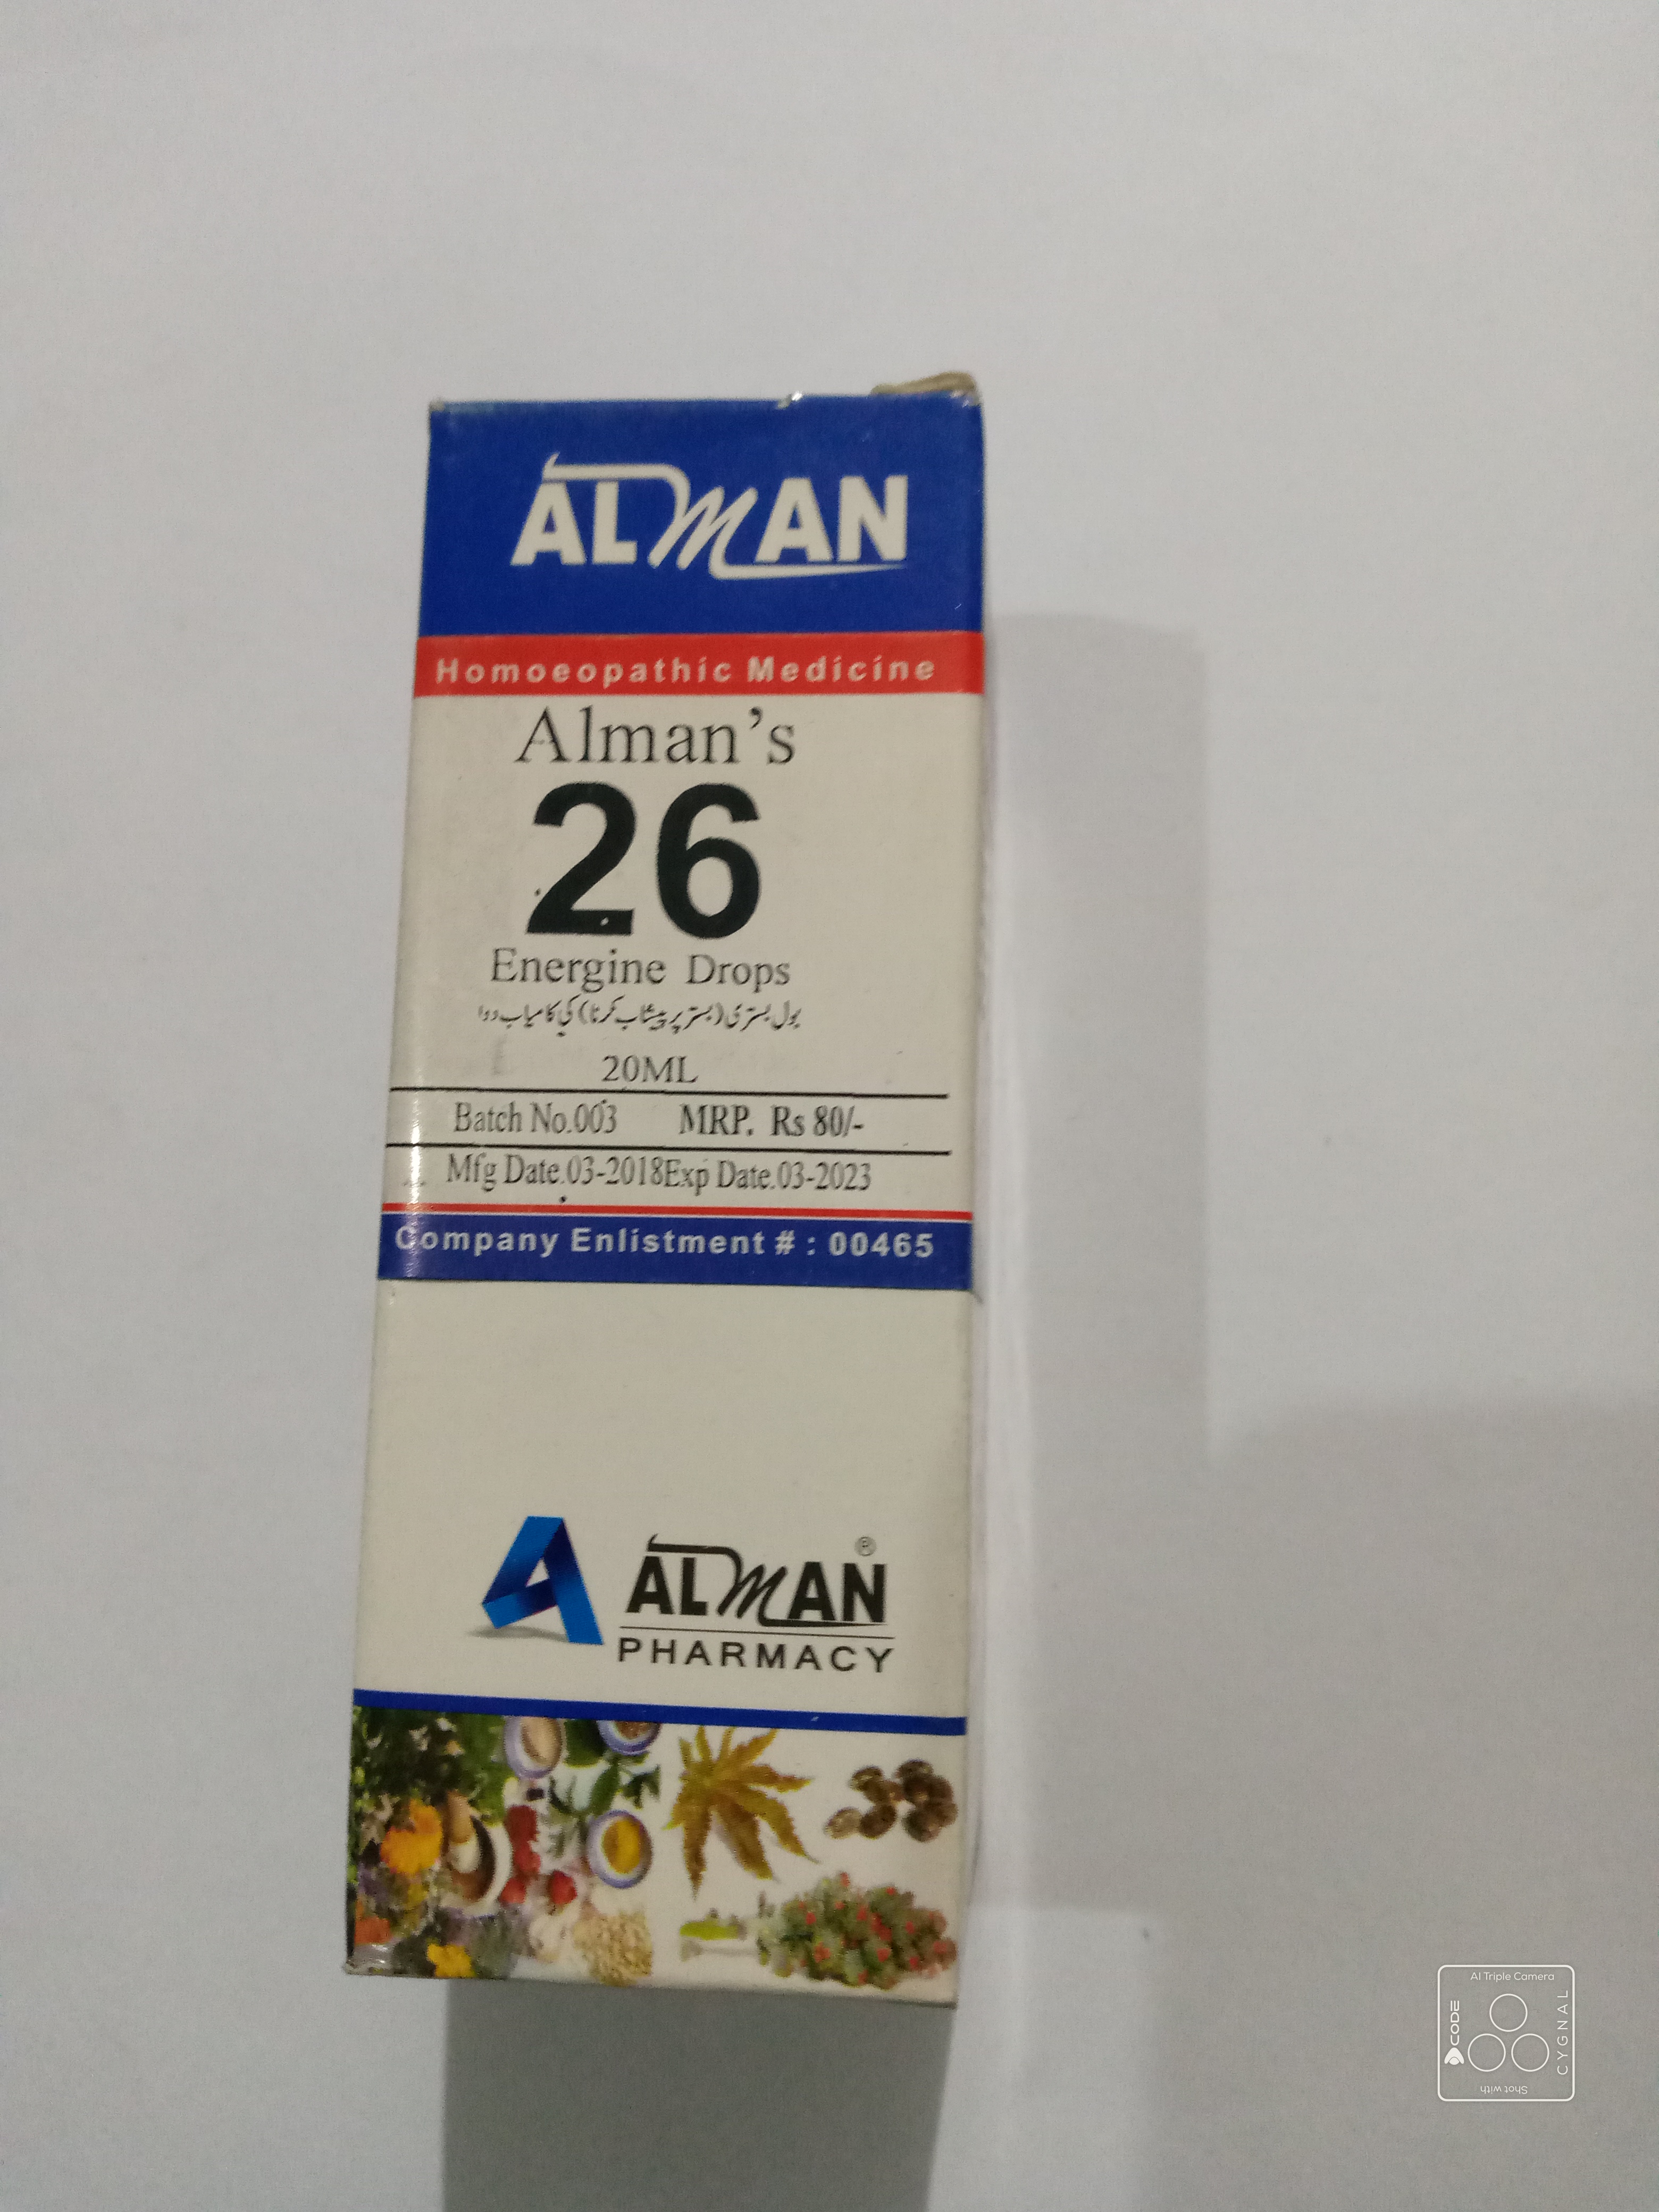 ALMAN
Homoeopathic Medicine
Alman's
26
Energine Drops
بول بستری (بستر پر پیشاب کرنا) کی کامیاب دوا
20ML
Batch No.003 MRP. Rs 80/-
Mfg Date.03-2018Exp Date.03-2023
Company Enlistment # : 00465
ALMAN®
PHARMACY
AI Triple Camera
XCODE
CYGNAL
Shot with